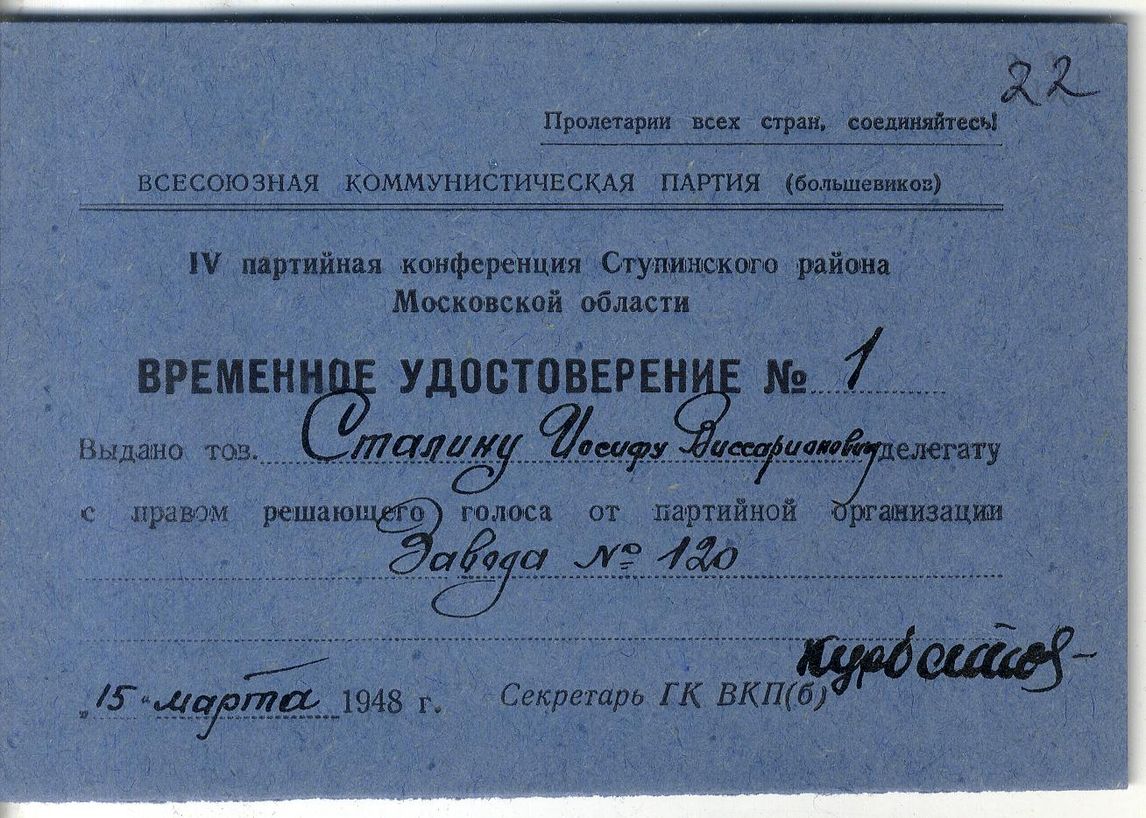 22
Пролетарии всех стран, соединяйтесь!
ВСЕСОЮЗНАЯ КОММУНИСТИЧЕСКАЯ ПАРТИЯ (большевиков)
IV партийная конференция Ступинского района
Московской области
ВРЕМЕННОЕ УДОСТОВЕРЕНИЕ № 1
Выдано тов. Сталину Иосифу Виссарионовичу делегату
с правом решающего голоса от партийной организации
Завода № 120
Курбатов
„15 " марта 1948 г. Секретарь ГК ВКП(б)